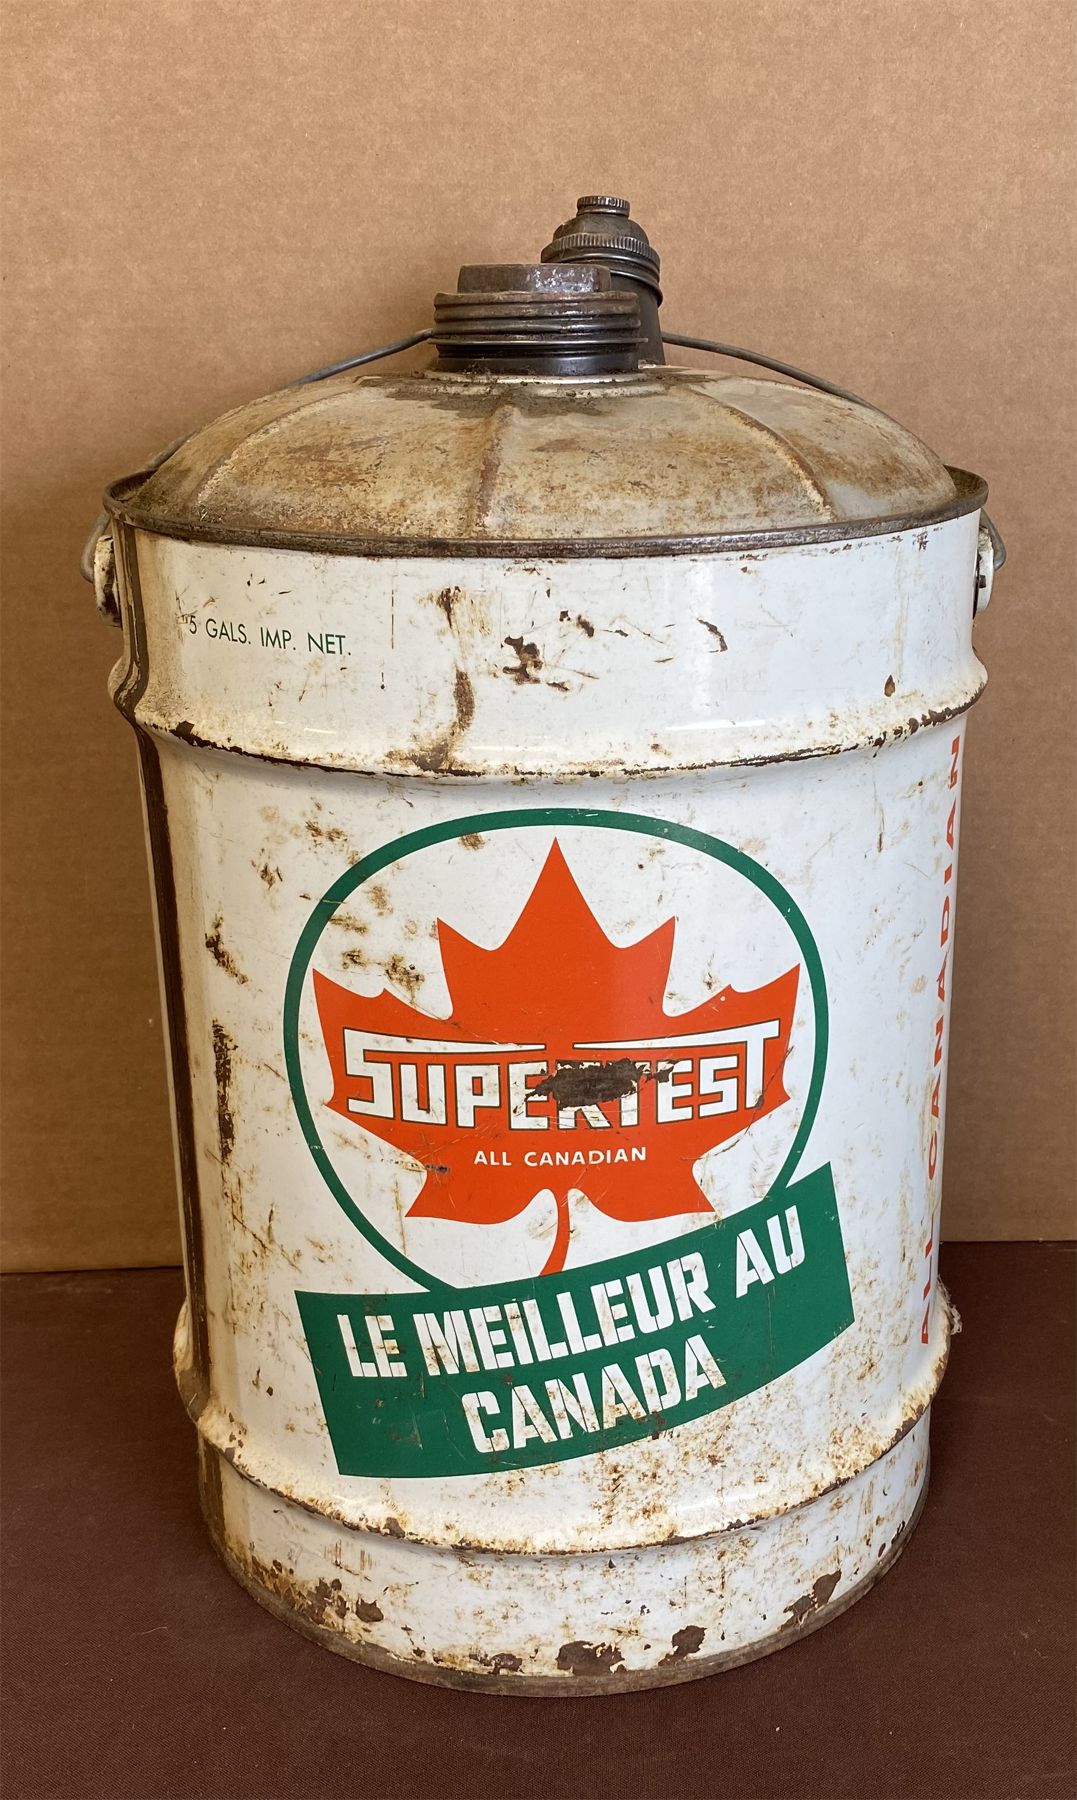 5 GALS. IMP. NET.
SUPERTEST
ALL CANADIAN
LE MEILLEUR AU
CANADA
ALL CANADIAN